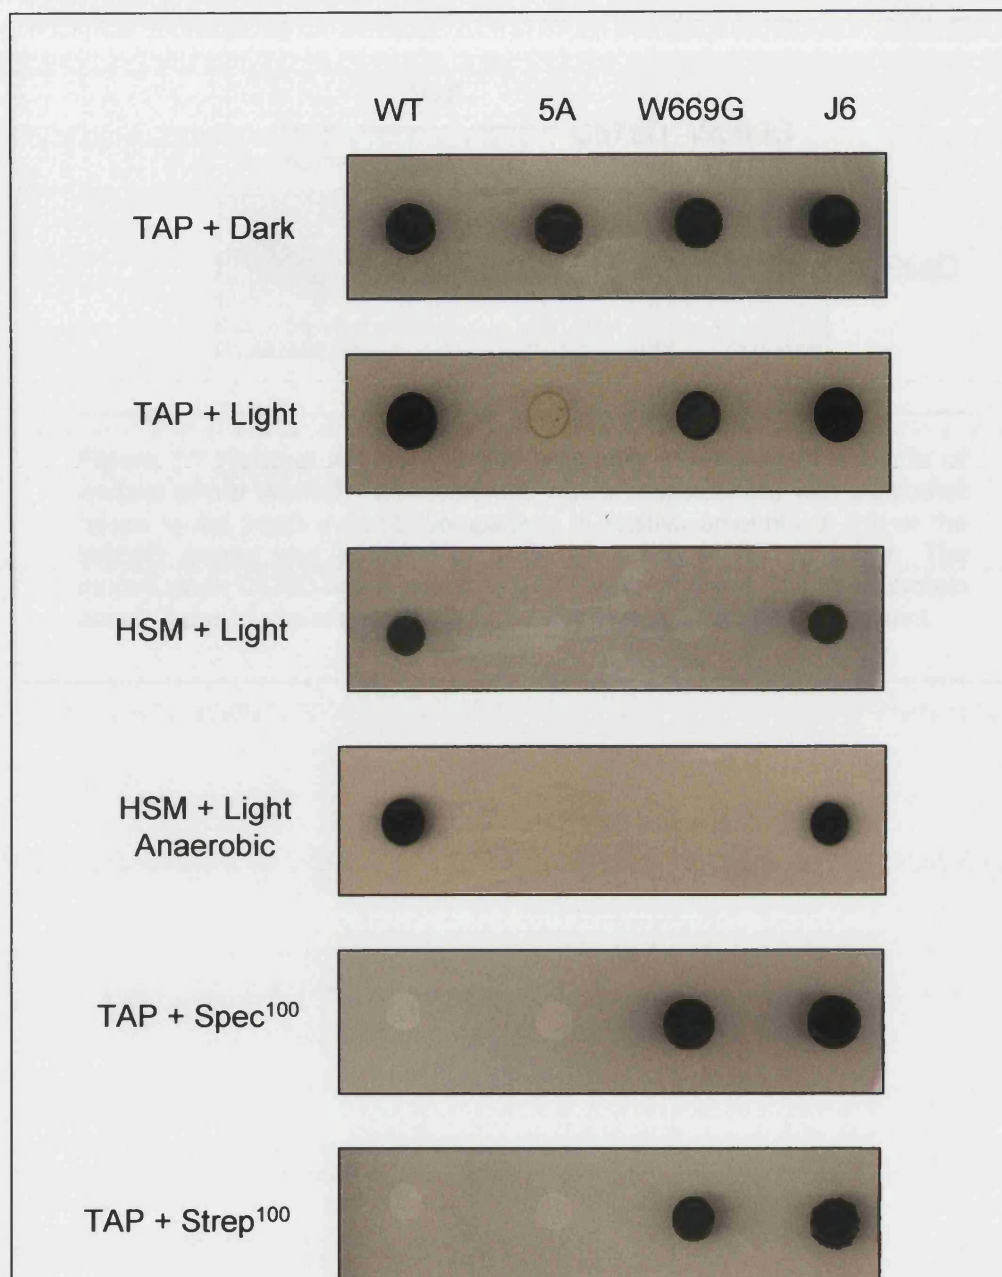 WT 5A W669G J6
TAP + Dark
TAP + Light
HSM + Light
HSM + Light
Anaerobic
TAP + Spec¹⁰⁰
TAP + Strep¹⁰⁰